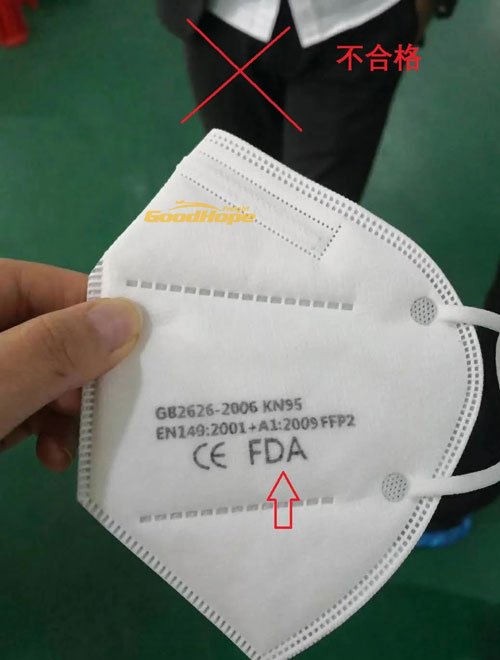 不合格
GoodHope
GB2626-2006 KN95
EN149:2001+A1:2009 FFP2
CE FDA